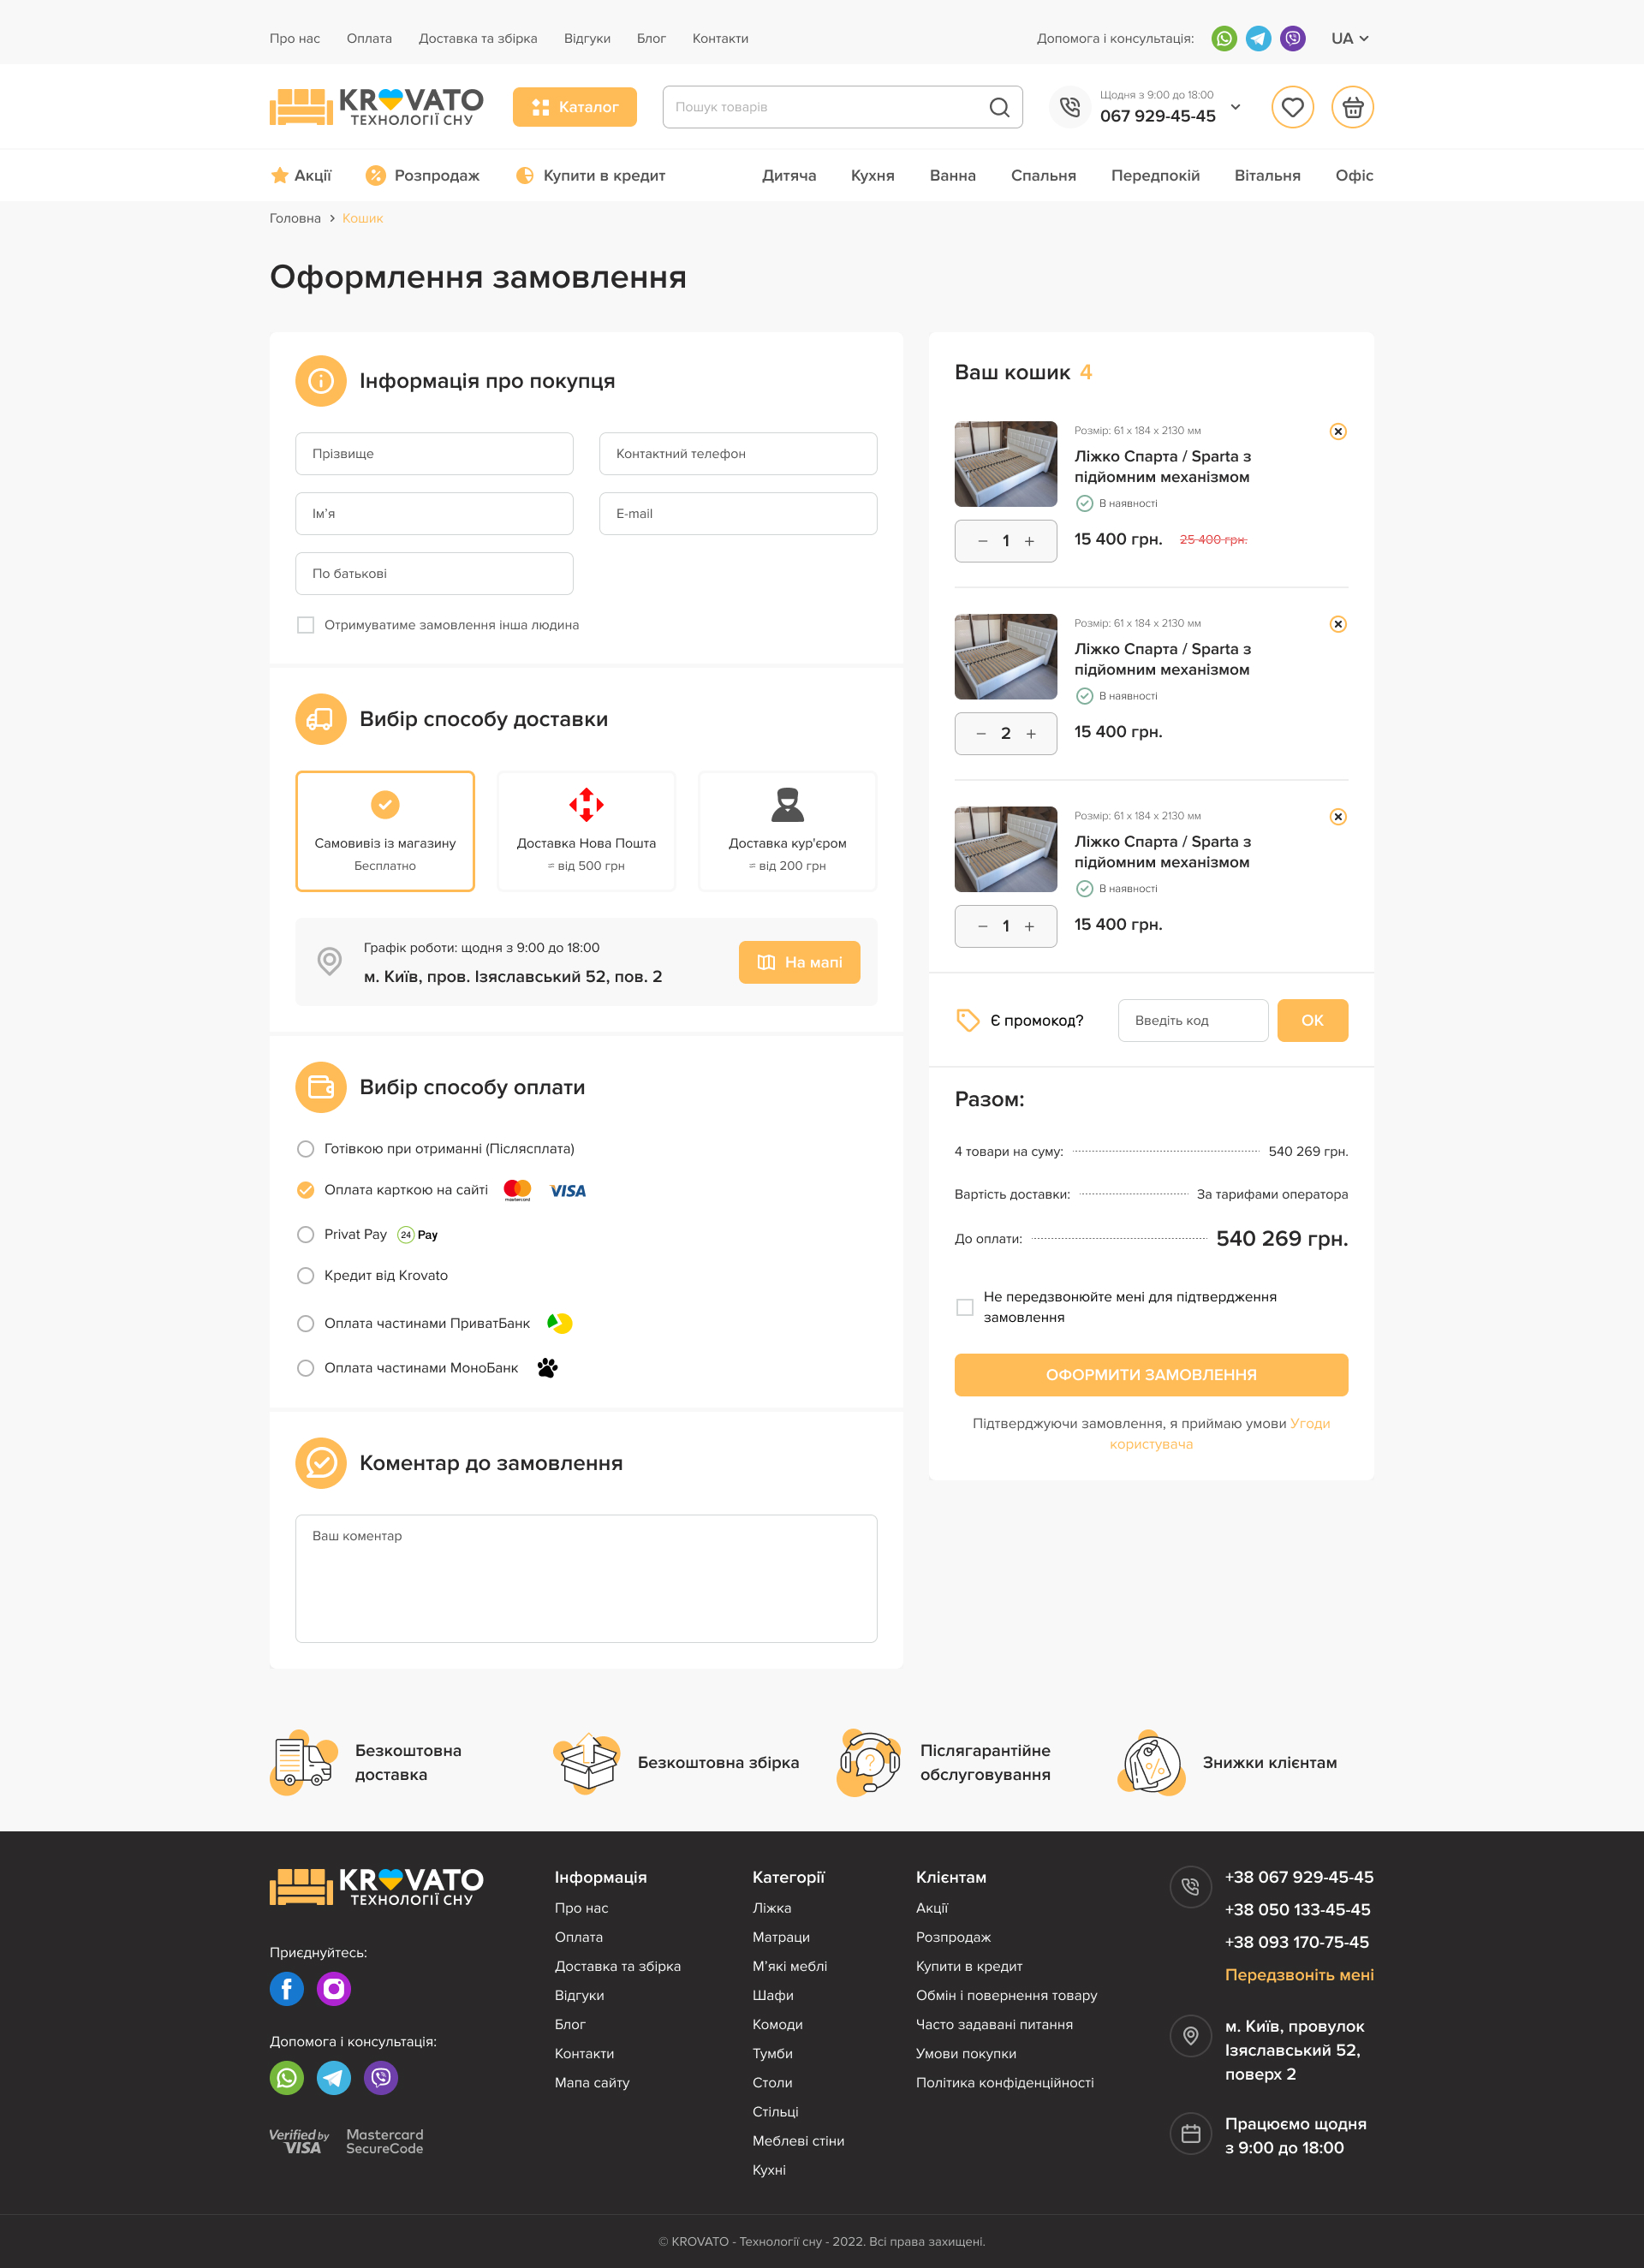 Про нас Оплата Доставка та збірка Відгуки Блог Контакти Допомога і консультація: UA
KROVATO
ТЕХНОЛОГІЇ СНУ
Каталог
Пошук товарів
Щодня з 9:00 до 18:00
067 929-45-45
Акції Розпродаж Купити в кредит Дитяча Кухня Ванна Спальня Передпокій Вітальня Офіс
Головна > Кошик
Оформлення замовлення
Інформація про покупця
Прізвище Контактний телефон
Ім'я E-mail
По батькові
Отримуватиме замовлення інша людина
Вибір способу доставки
Самовивіз із магазину
Бесплатно
Доставка Нова Пошта
≈ від 500 грн
Доставка кур'єром
≈ від 200 грн
Графік роботи: щодня з 9:00 до 18:00
м. Київ, пров. Ізяславський 52, пов. 2
На мапі
Вибір способу оплати
Готівкою при отриманні (Післясплата)
Оплата карткою на сайті mastercard VISA
Privat Pay 24 Pay
Кредит від Krovato
Оплата частинами ПриватБанк
Оплата частинами МоноБанк
Коментар до замовлення
Ваш коментар
Ваш кошик 4
Розмір: 61 x 184 x 2130 мм
Ліжко Спарта / Sparta з
підйомним механізмом
В наявності
− 1 +
15 400 грн. 25 400 грн.
Розмір: 61 x 184 x 2130 мм
Ліжко Спарта / Sparta з
підйомним механізмом
В наявності
− 2 +
15 400 грн.
Розмір: 61 x 184 x 2130 мм
Ліжко Спарта / Sparta з
підйомним механізмом
В наявності
− 1 +
15 400 грн.
Є промокод? Введіть код OK
Разом:
4 товари на суму: 540 269 грн.
Вартість доставки: За тарифами оператора
До оплати: 540 269 грн.
Не передзвонюйте мені для підтвердження
замовлення
ОФОРМИТИ ЗАМОВЛЕННЯ
Підтверджуючи замовлення, я приймаю умови Угоди
користувача
Безкоштовна
доставка
Безкоштовна збірка
Післягарантійне
обслуговування
Знижки клієнтам
KROVATO
ТЕХНОЛОГІЇ СНУ
Приєднуйтесь:
Допомога і консультація:
Verified by
VISA
Mastercard
SecureCode
Інформація
Про нас
Оплата
Доставка та збірка
Відгуки
Блог
Контакти
Мапа сайту
Категорії
Ліжка
Матраци
М'які меблі
Шафи
Комоди
Тумби
Столи
Стільці
Меблеві стіни
Кухні
Клієнтам
Акції
Розпродаж
Купити в кредит
Обмін і повернення товару
Часто задавані питання
Умови покупки
Політика конфіденційності
+38 067 929-45-45
+38 050 133-45-45
+38 093 170-75-45
Передзвоніть мені
м. Київ, провулок
Ізяславський 52,
поверх 2
Працюємо щодня
з 9:00 до 18:00
© KROVATO - Технології сну - 2022. Всі права захищені.